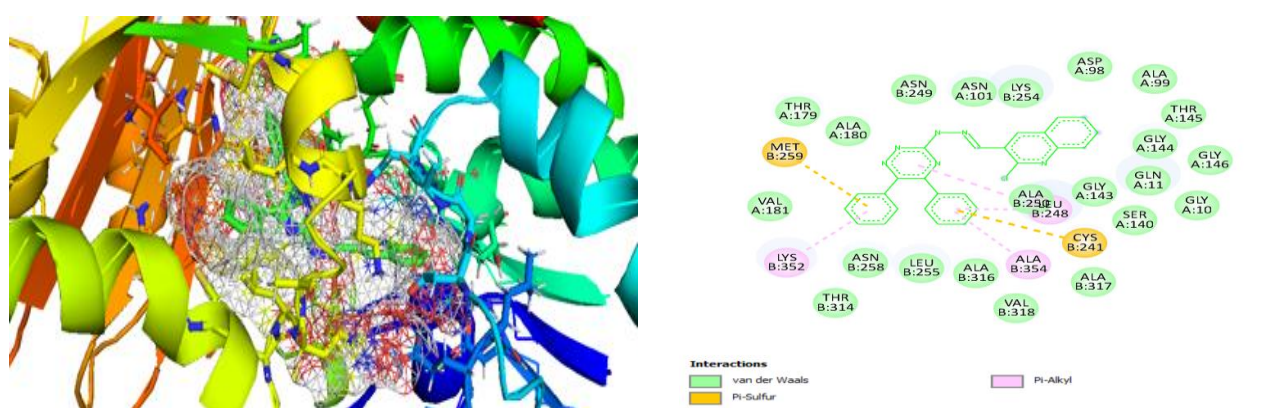 ASP
A:98
ALA
A:99
ASN
B:249
ASN
A:101
LYS
B:254
THR
A:179
THR
A:145
ALA
A:180
MET
B:259
GLY
A:144
GLY
A:146
GLN
A:11
VAL
A:181
ALA
B:250
LEU
B:248
GLY
A:143
GLY
A:10
SER
A:140
CYS
B:241
LYS
B:352
ASN
B:258
LEU
B:255
ALA
B:316
ALA
B:354
ALA
B:317
THR
B:314
VAL
B:318
Interactions
van der Waals
Pi-Alkyl
Pi-Sulfur